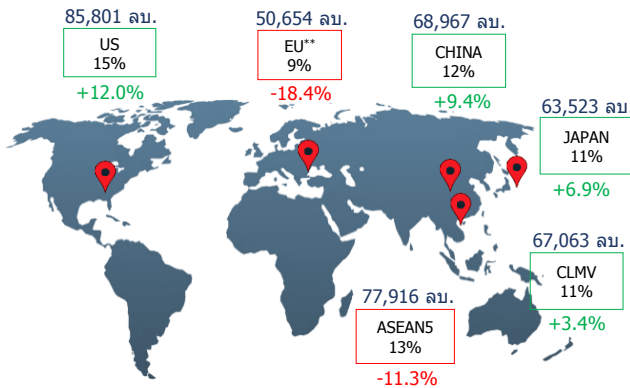 85,801 ลบ.
US
15%
+12.0%
50,654 ลบ.
EU**
9%
-18.4%
68,967 ลบ.
CHINA
12%
+9.4%
63,523 ลบ.
JAPAN
11%
+6.9%
67,063 ลบ.
CLMV
11%
+3.4%
77,916 ลบ.
ASEAN5
13%
-11.3%